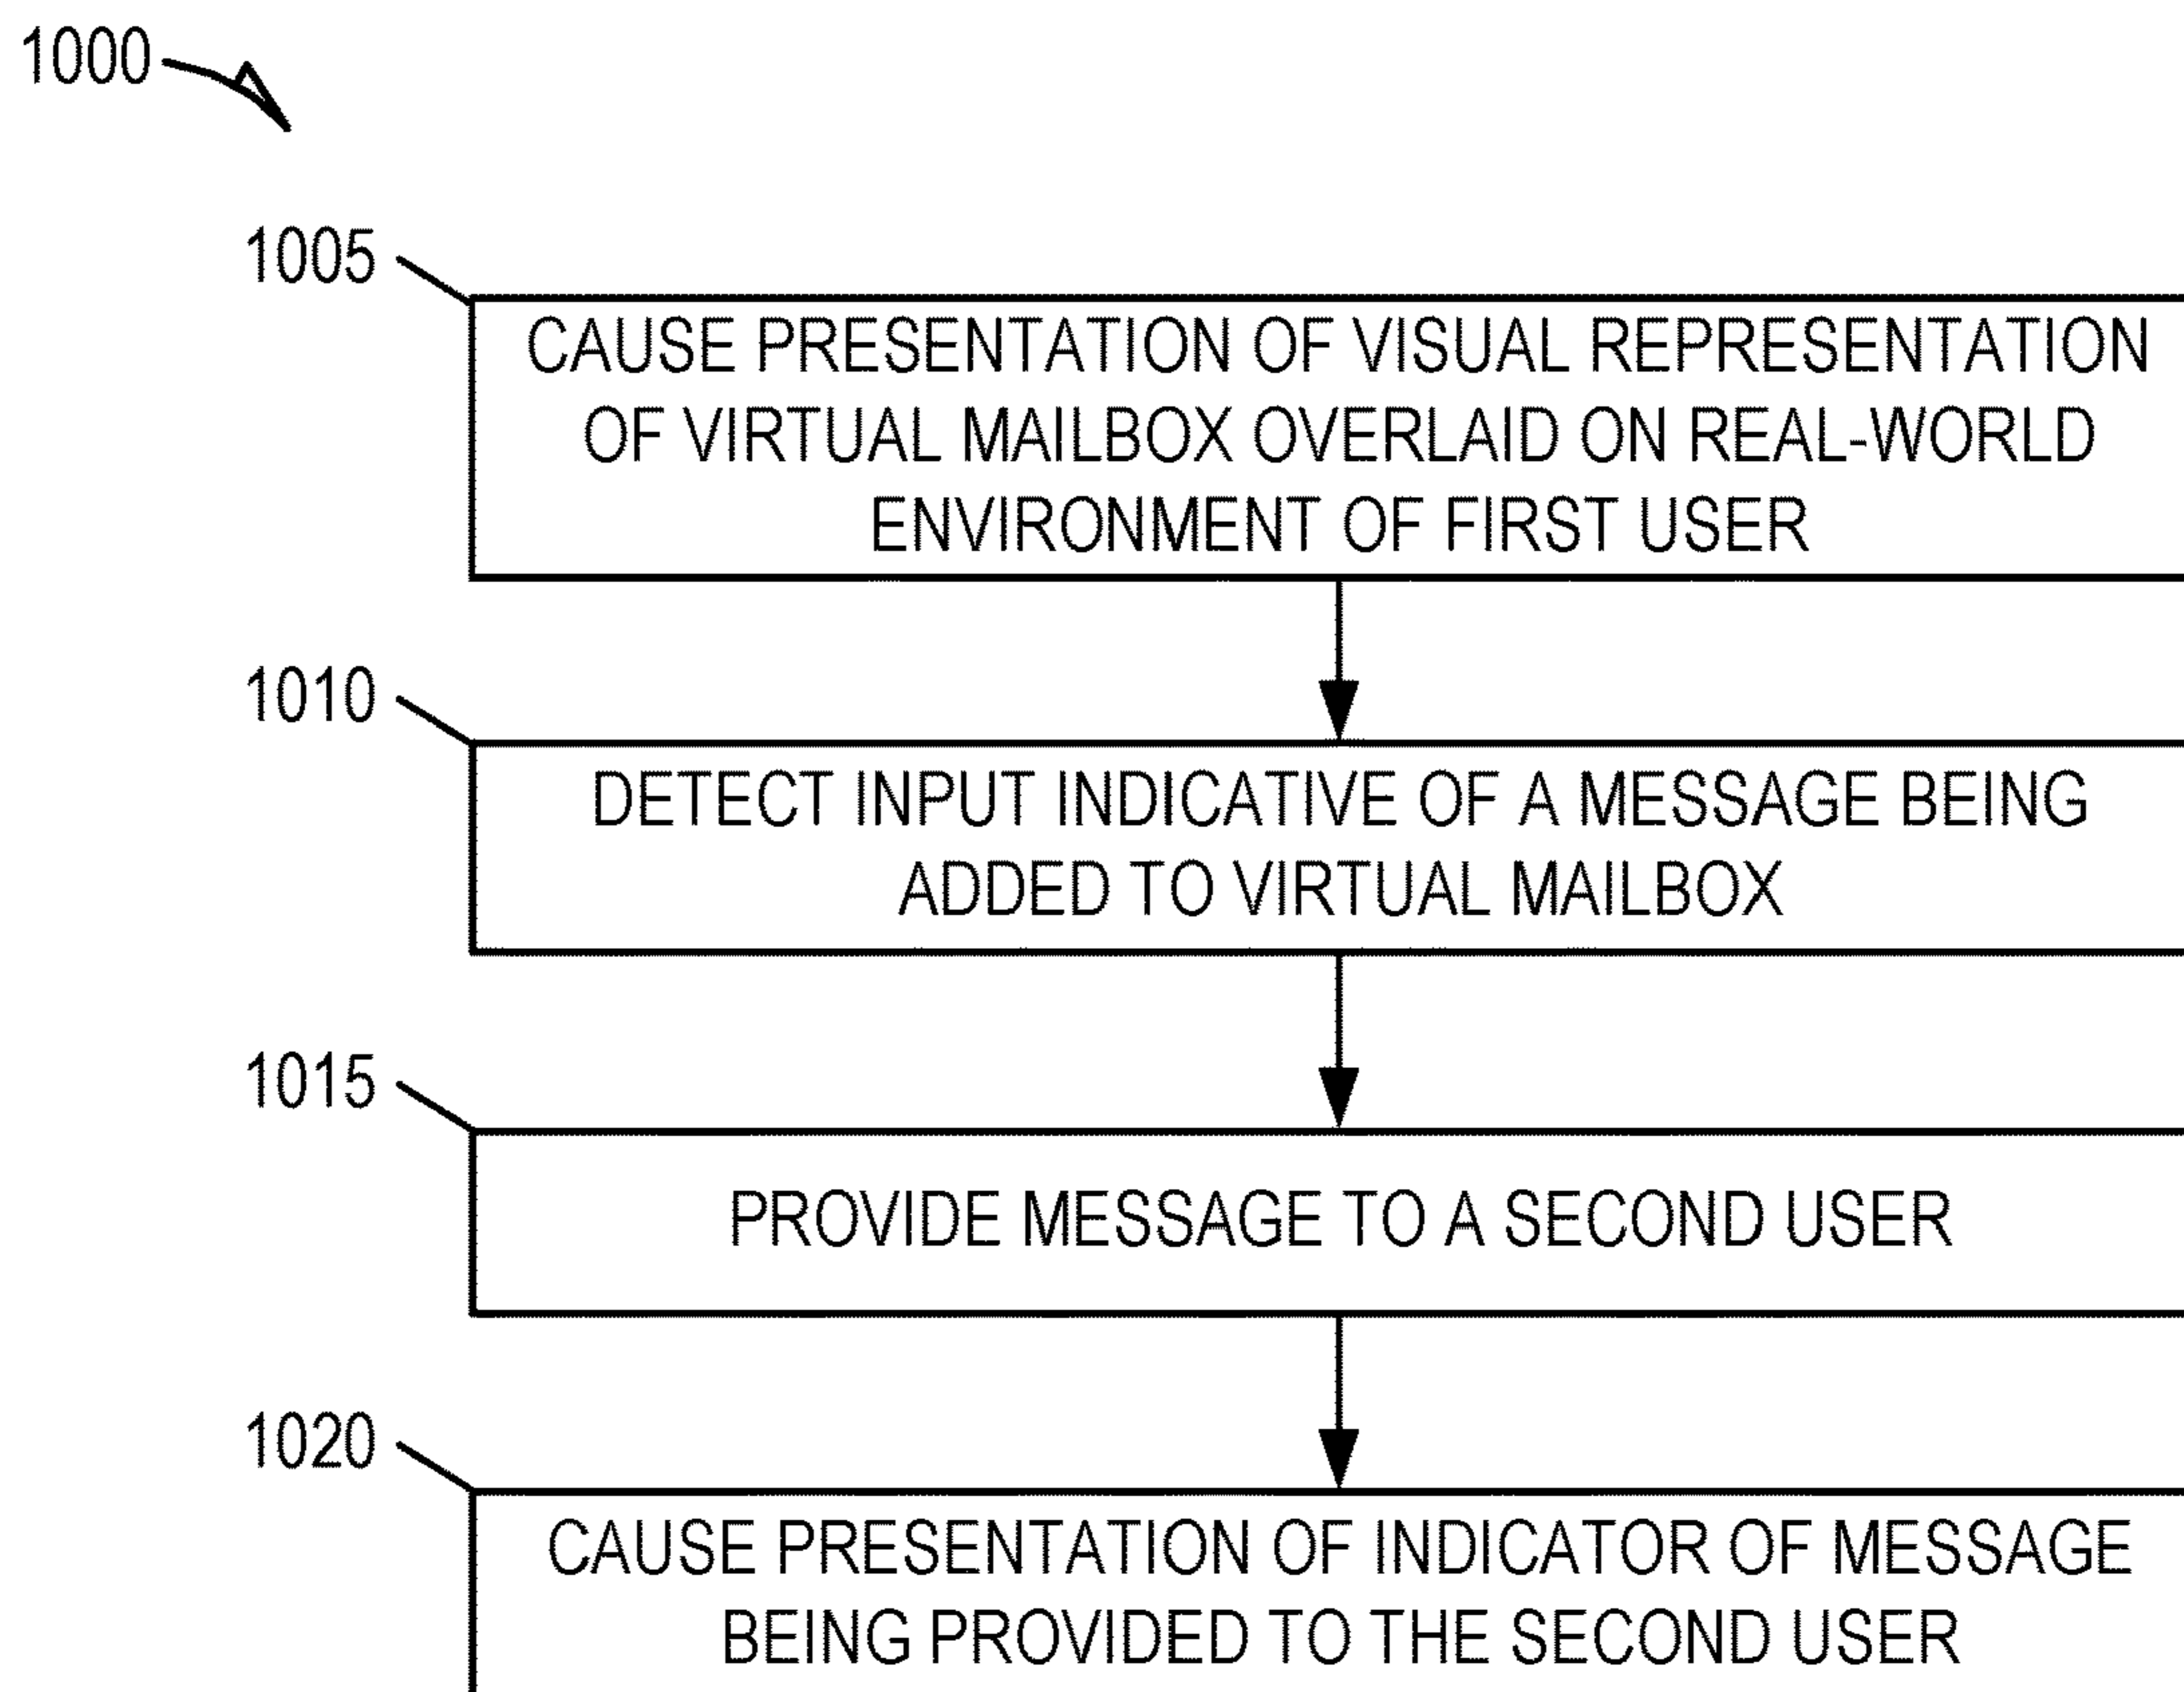 1000
1005
CAUSE PRESENTATION OF VISUAL REPRESENTATION
OF VIRTUAL MAILBOX OVERLAID ON REAL-WORLD
ENVIRONMENT OF FIRST USER
1010
DETECT INPUT INDICATIVE OF A MESSAGE BEING
ADDED TO VIRTUAL MAILBOX
1015
PROVIDE MESSAGE TO A SECOND USER
1020
CAUSE PRESENTATION OF INDICATOR OF MESSAGE
BEING PROVIDED TO THE SECOND USER